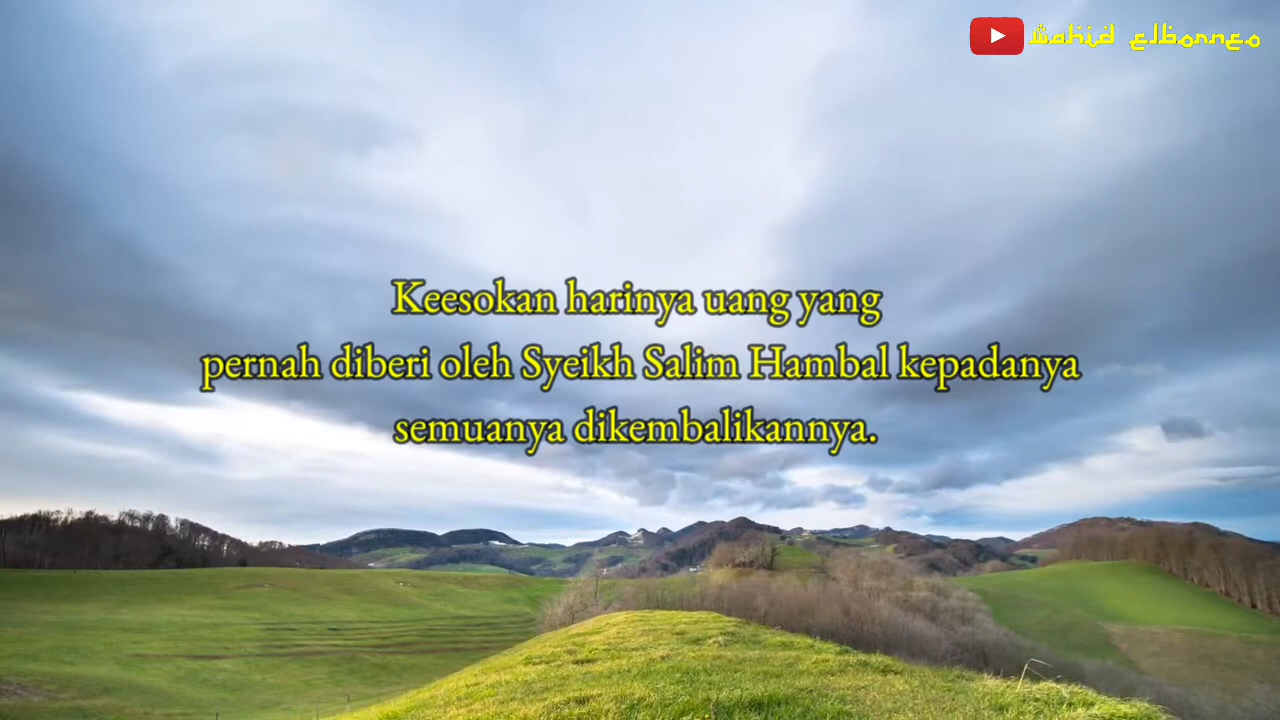 Wahid elborneo
Keesokan harinya uang yang
pernah diberi oleh Syeikh Salim Hambal kepadanya
semuanya dikembalikannya.